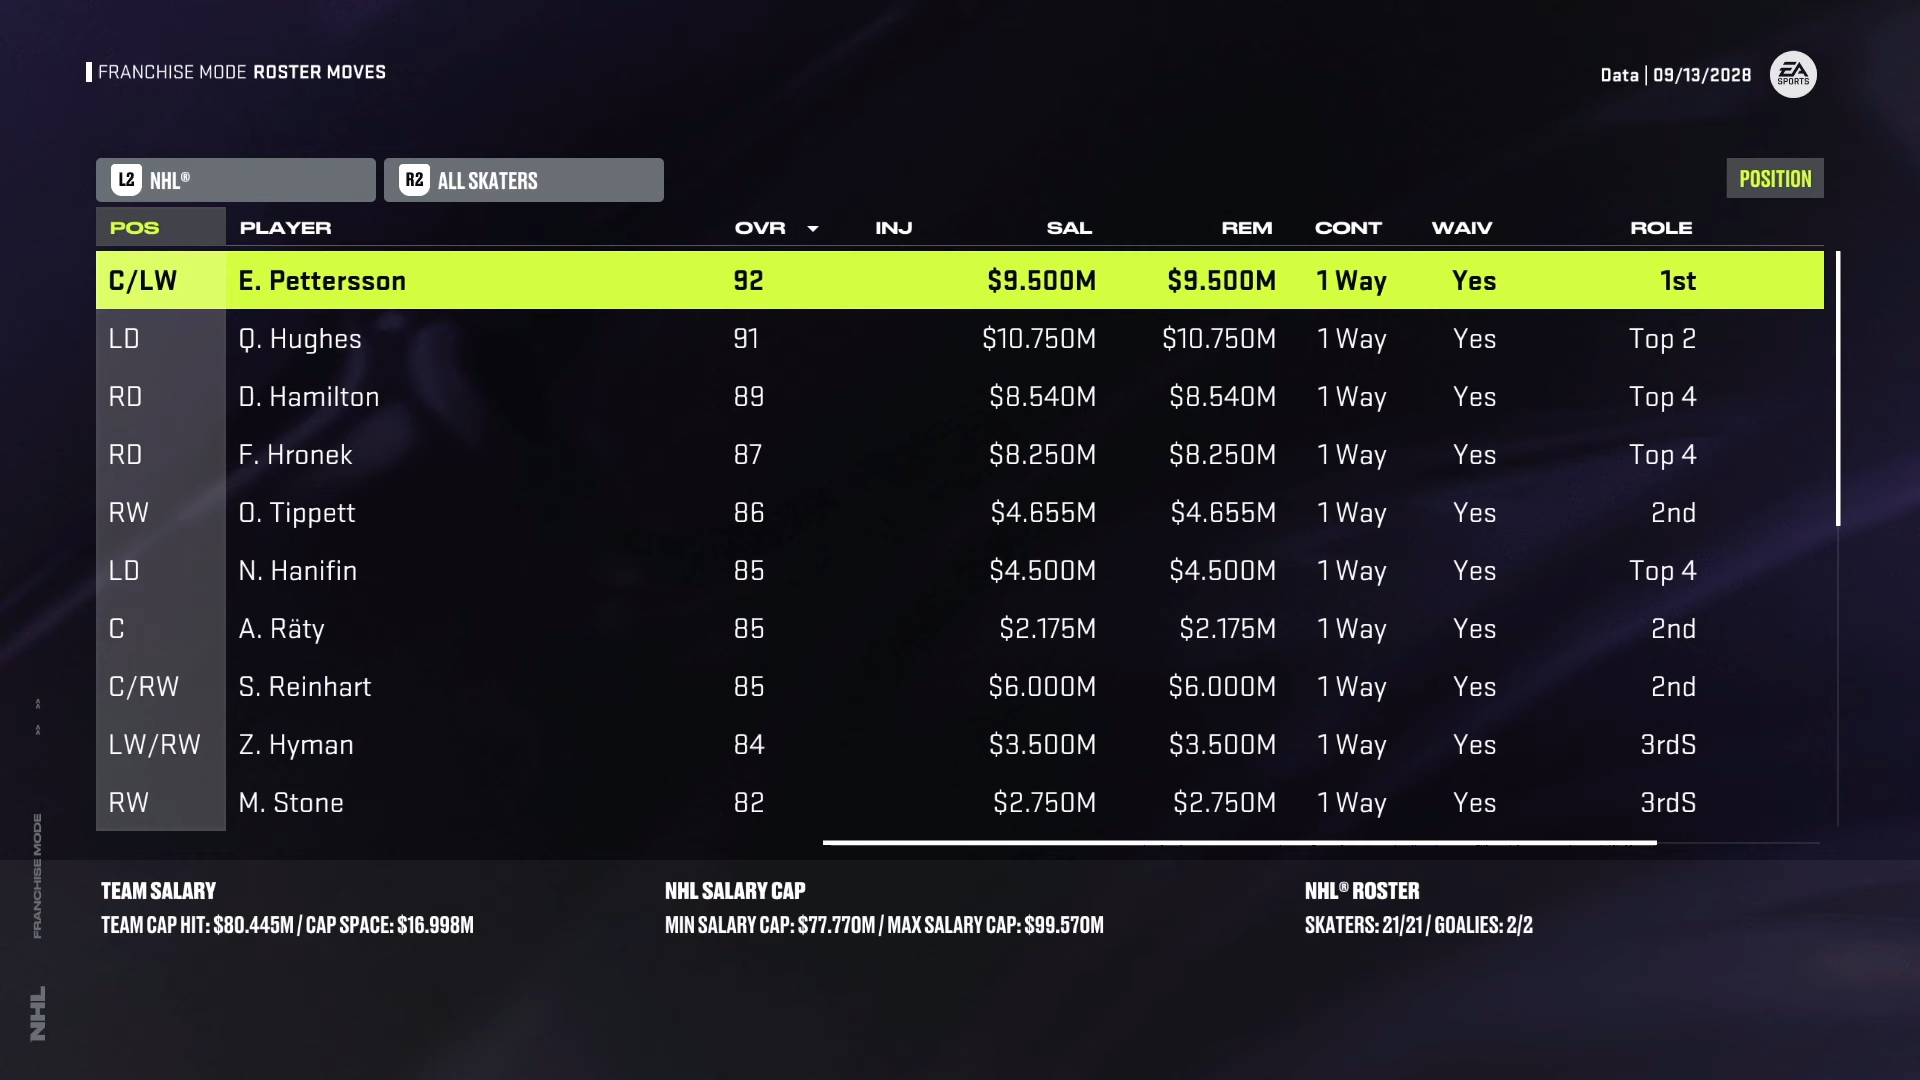 FRANCHISE MODE ROSTER MOVES
Data | 09/13/2028
EA SPORTS
L2 NHL®
R2 ALL SKATERS
POSITION
POS PLAYER OVR INJ SAL REM CONT WAIV ROLE
C/LW E. Pettersson 92 $9.500M $9.500M 1 Way Yes 1st
LD Q. Hughes 91 $10.750M $10.750M 1 Way Yes Top 2
RD D. Hamilton 89 $8.540M $8.540M 1 Way Yes Top 4
RD F. Hronek 87 $8.250M $8.250M 1 Way Yes Top 4
RW O. Tippett 86 $4.655M $4.655M 1 Way Yes 2nd
LD N. Hanifin 85 $4.500M $4.500M 1 Way Yes Top 4
C A. Räty 85 $2.175M $2.175M 1 Way Yes 2nd
C/RW S. Reinhart 85 $6.000M $6.000M 1 Way Yes 2nd
LW/RW Z. Hyman 84 $3.500M $3.500M 1 Way Yes 3rdS
RW M. Stone 82 $2.750M $2.750M 1 Way Yes 3rdS
TEAM SALARY
TEAM CAP HIT: $80.445M / CAP SPACE: $16.998M
NHL SALARY CAP
MIN SALARY CAP: $77.770M / MAX SALARY CAP: $99.570M
NHL® ROSTER
SKATERS: 21/21 / GOALIES: 2/2
FRANCHISE MODE
NHL